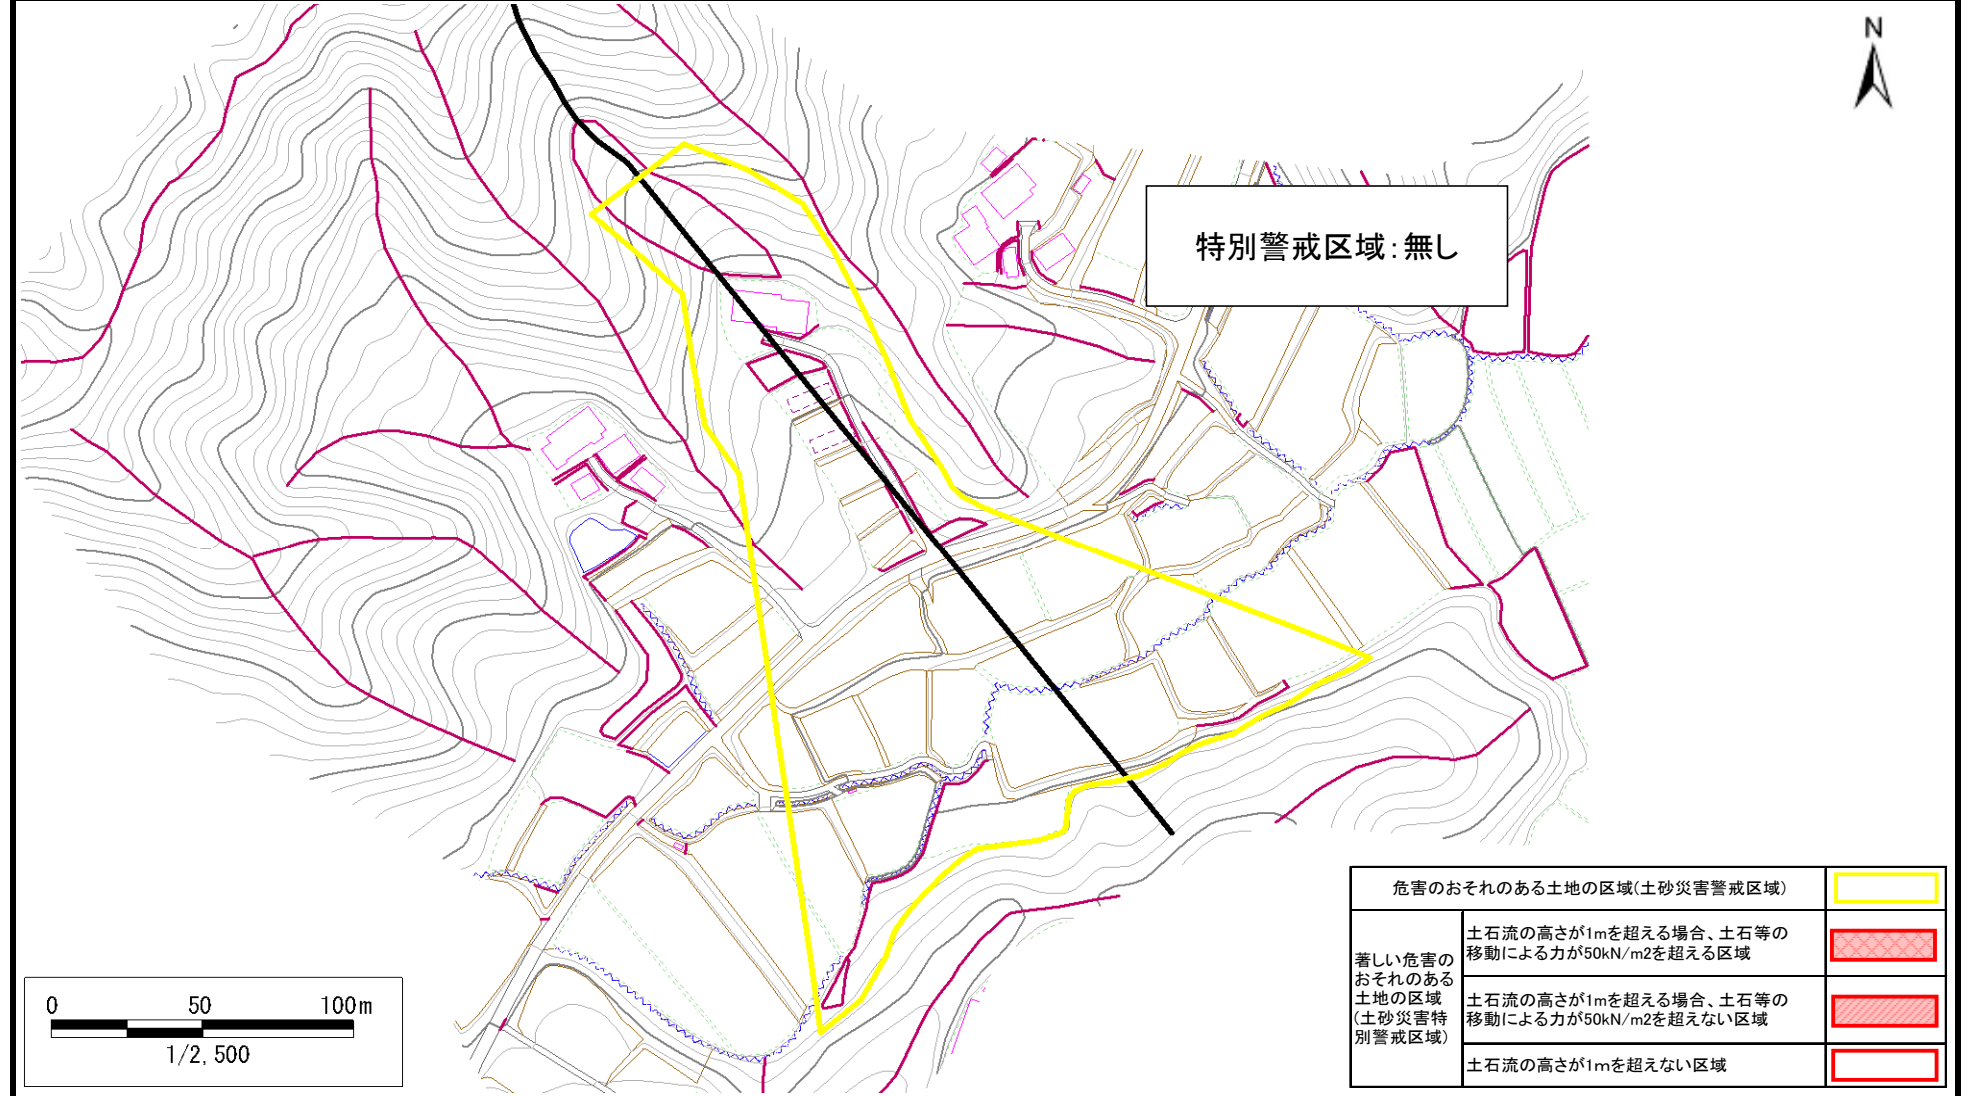 N
特別警戒区域:無し
危害のおそれのある土地の区域(土砂災害警戒区域)
著しい危害の
おそれのある
土地の区域
(土砂災害特
別警戒区域)
土石流の高さが1mを超える場合、土石等の
移動による力が50kN/m2を超える区域
土石流の高さが1mを超える場合、土石等の
移動による力が50kN/m2を超えない区域
土石流の高さが1mを超えない区域
0 50 100m
1/2,500